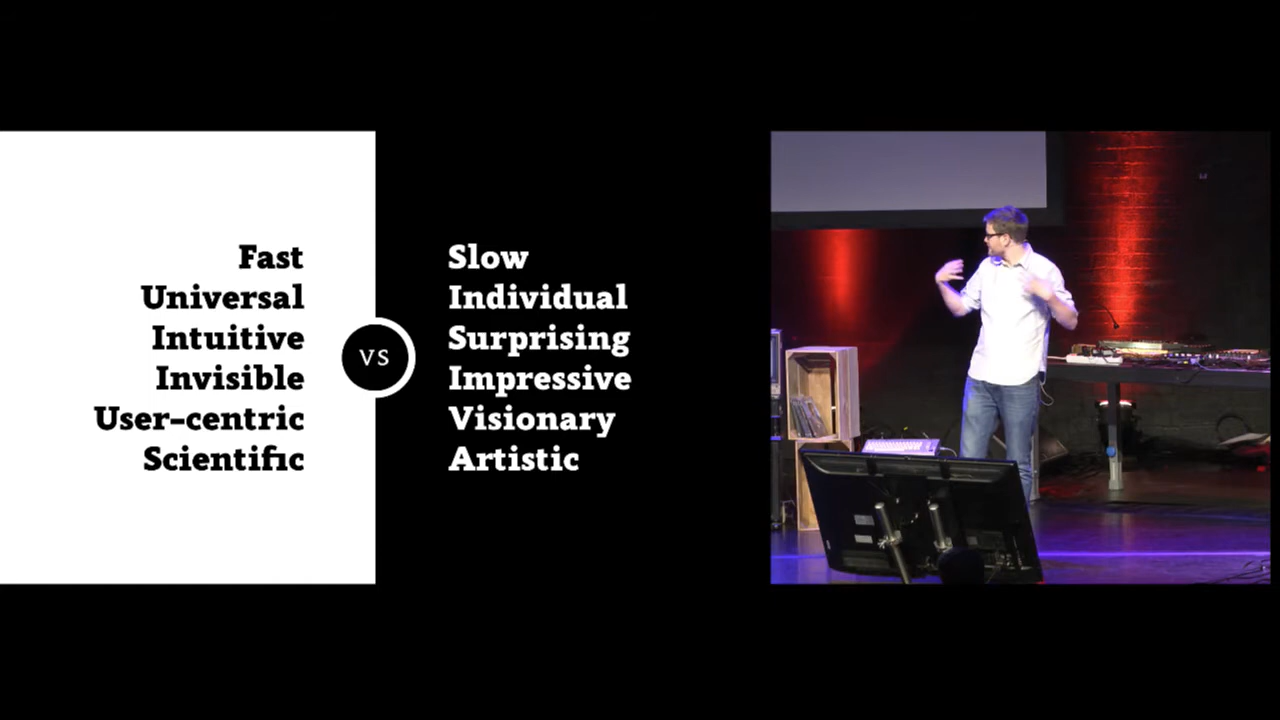 Fast
Universal
Intuitive
Invisible
User-centric
Scientific
VS
Slow
Individual
Surprising
Impressive
Visionary
Artistic